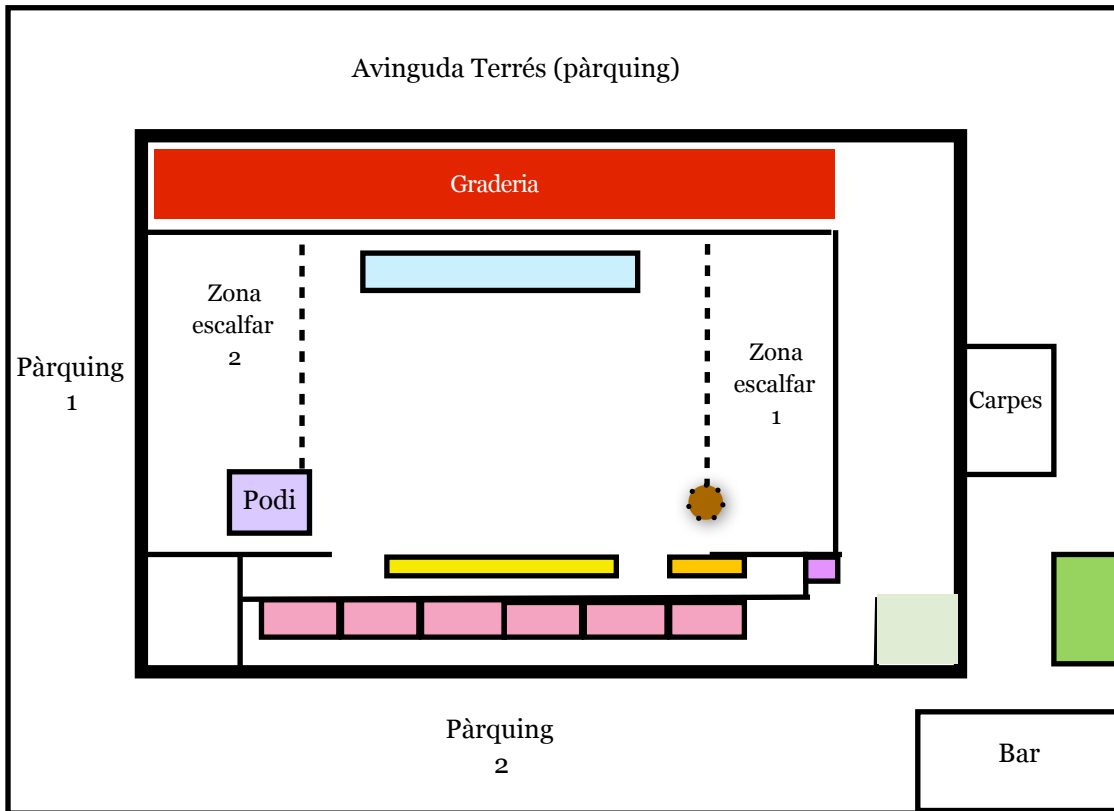 Avinguda Terrés (pàrquing)
Graderia
Zona
escalfar
2
Zona
escalfar
1
Pàrquing
1
Carpes
Podi
Pàrquing
2
Bar